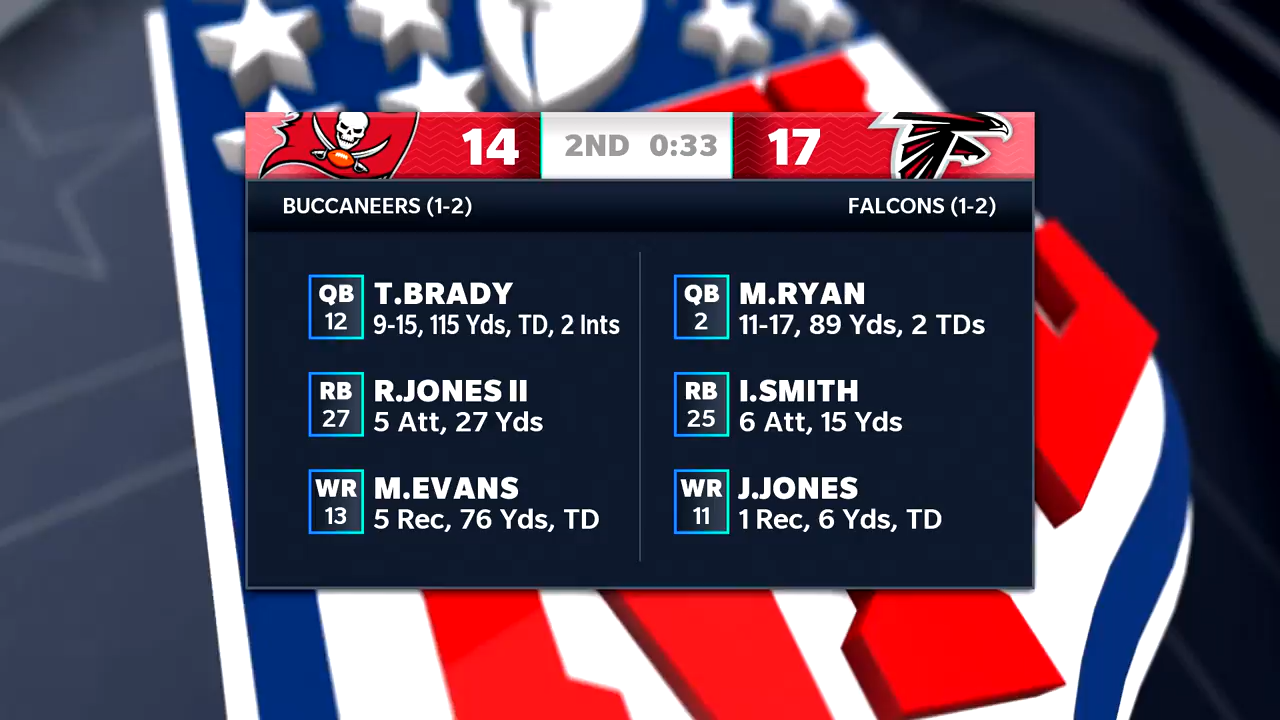 14 2ND 0:33 17
BUCCANEERS (1-2) FALCONS (1-2)
QB T.BRADY
12 9-15, 115 Yds, TD, 2 Ints
RB R.JONES II
27 5 Att, 27 Yds
WR M.EVANS
13 5 Rec, 76 Yds, TD
QB M.RYAN
2 11-17, 89 Yds, 2 TDs
RB I.SMITH
25 6 Att, 15 Yds
WR J.JONES
11 1 Rec, 6 Yds, TD